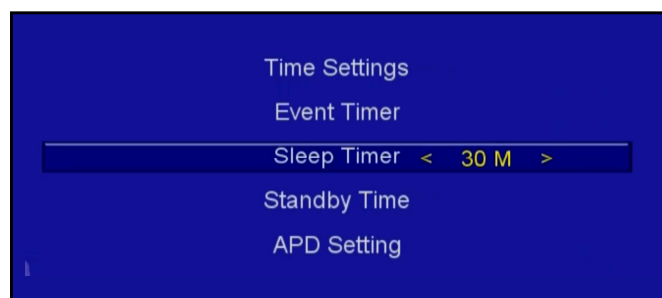 Time Settings
Event Timer
Sleep Timer < 30 M >
Standby Time
APD Setting